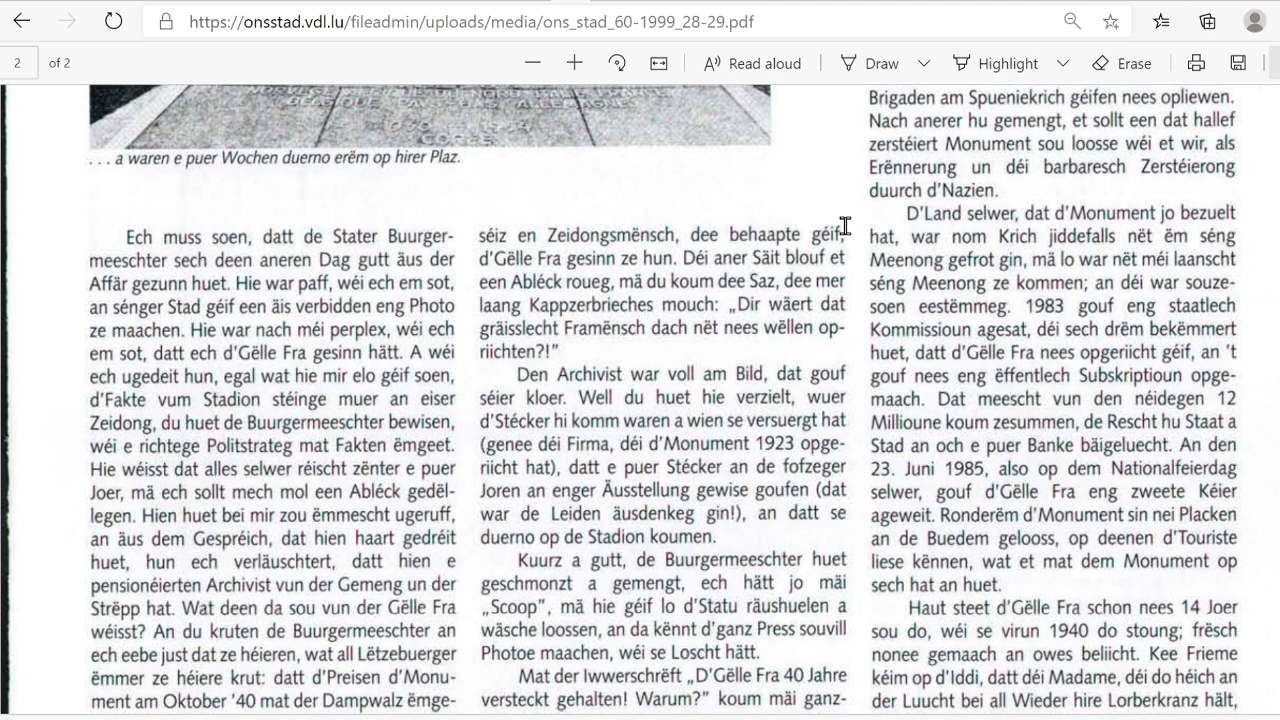 https://onsstad.vdl.lu/fileadmin/uploads/media/ons_stad_60-1999_28-29.pdf
2 of 2
Read aloud
Draw
Highlight
Erase
. . . a waren e puer Wochen duerno erëm op hirer Plaz.
Ech muss soen, datt de Stater Buurger-
meeschter sech deen aneren Dag gutt äus der
Affär gezunn huet. Hie war paff, wéi ech em sot,
an sénger Stad géif een äis verbidden eng Photo
ze maachen. Hie war nach méi perplex, wéi ech
em sot, datt ech d'Gëlle Fra gesinn hätt. A wéi
ech ugedeit hun, egal wat hie mir elo géif soen,
d'Fakte vum Stadion stéinge muer an eiser
Zeidong, du huet de Buurgermeeschter bewisen,
wéi e richtege Politstrateg mat Fakten ëmgeet.
Hie wéisst dat alles selwer réischt zënter e puer
Joer, mä ech sollt mech mol een Abléck gedël-
legen. Hien huet bei mir zou ëmmescht ugeruff,
an äus dem Gespréich, dat hien haart gedréit
huet, hun ech verläuschtert, datt hien e
pensionéierten Archivist vun der Gemeng un der
Strëpp hat. Wat deen da sou vun der Gëlle Fra
wéisst? An du kruten de Buurgermeeschter an
ech eebe just dat ze héieren, wat all Lëtzebuerger
ëmmer ze héiere krut: datt d'Preisen d'Monu-
ment am Oktober '40 mat der Dampwalz ëmge-
séiz en Zeidongsmënsch, dee behaapte géif,
d'Gëlle Fra gesinn ze hun. Déi aner Säit blouf et
een Abléck roueg, mä du koum dee Saz, dee mer
laang Kappzerbrieches mouch: „Dir wäert dat
gräisslecht Framënsch dach nët nees wëllen op-
riichten?!"
Den Archivist war voll am Bild, dat gouf
séier kloer. Well du huet hie verzielt, wuer
d'Stécker hi komm waren a wien se versuergt hat
(genee déi Firma, déi d'Monument 1923 opge-
riicht hat), datt e puer Stécker an de fofzeger
Joren an enger Äusstellung gewise goufen (dat
war de Leiden äusdenkeg gin!), an datt se
duerno op de Stadion koumen.
Kuurz a gutt, de Buurgermeeschter huet
geschmonzt a gemengt, ech hätt jo mäi
„Scoop", mä hie géif lo d'Statu räushuelen a
wäsche loossen, an da kënnt d'ganz Press souvill
Photoe maachen, wéi se Loscht hätt.
Mat der Iwwerschrëft „D'Gëlle Fra 40 Jahre
versteckt gehalten! Warum?" koum mäi ganz-
Brigaden am Spueniekrich géifen nees opliewen.
Nach anerer hu gemengt, et sollt een dat hallef
zerstéiert Monument sou loosse wéi et wir, als
Erënnerung un déi barbaresch Zerstéierong
duurch d'Nazien.
D'Land selwer, dat d'Monument jo bezuelt
hat, war nom Krich jiddefalls nët ëm séng
Meenong gefrot gin, mä lo war nët méi laanscht
séng Meenong ze kommen; an déi war souze-
soen eestëmmeg. 1983 gouf eng staatlech
Kommissioun agesat, déi sech drëm bekëmmert
huet, datt d'Gëlle Fra nees opgeriicht géif, an 't
gouf nees eng ëffentlech Subskriptioun opge-
maach. Dat meescht vun den néidegen 12
Millioune koum zesummen, de Rescht hu Staat a
Stad an och e puer Banke bäigeluecht. An den
23. Juni 1985, also op dem Nationalfeierdag
selwer, gouf d'Gëlle Fra eng zweete Kéier
ageweit. Ronderëm d'Monument sin nei Placken
an de Buedem gelooss, op deenen d'Touriste
liese kënnen, wat et mat dem Monument op
sech hat an huet.
Haut steet d'Gëlle Fra schon nees 14 Joer
sou do, wéi se virun 1940 do stoung; frësch
nonee gemaach an owes beliicht. Kee Frieme
kéim op d'Iddi, datt déi Madame, déi do héich an
der Luucht bei all Wieder hire Lorberkranz hält,